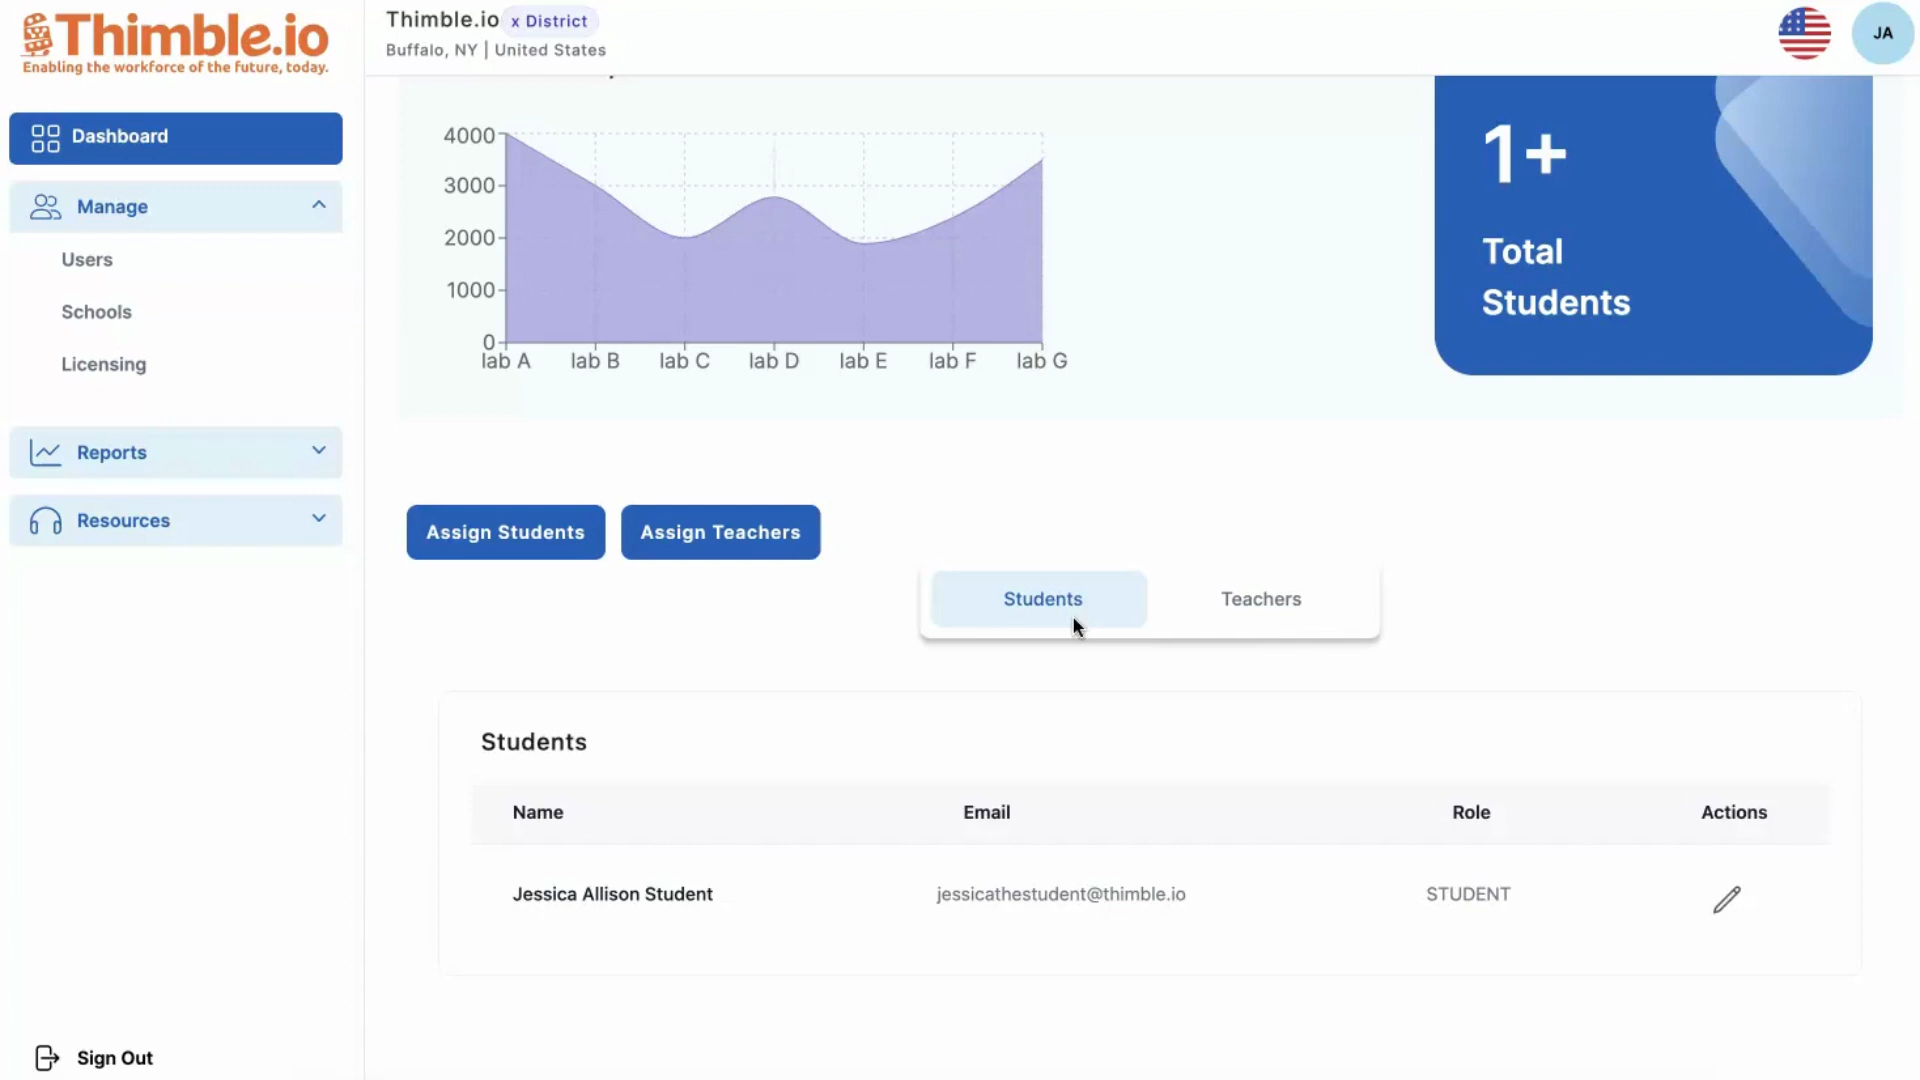 Thimble.io
Enabling the workforce of the future, today.
Thimble.io x District
Buffalo, NY | United States
JA
Dashboard
Manage
Users
Schools
Licensing
Reports
Resources
Sign Out
4000
3000
2000
1000
0
lab A lab B lab C lab D lab E lab F lab G
1+
Total
Students
Assign Students Assign Teachers
Students Teachers
Students
Name Email Role Actions
Jessica Allison Student jessicathestudent@thimble.io STUDENT